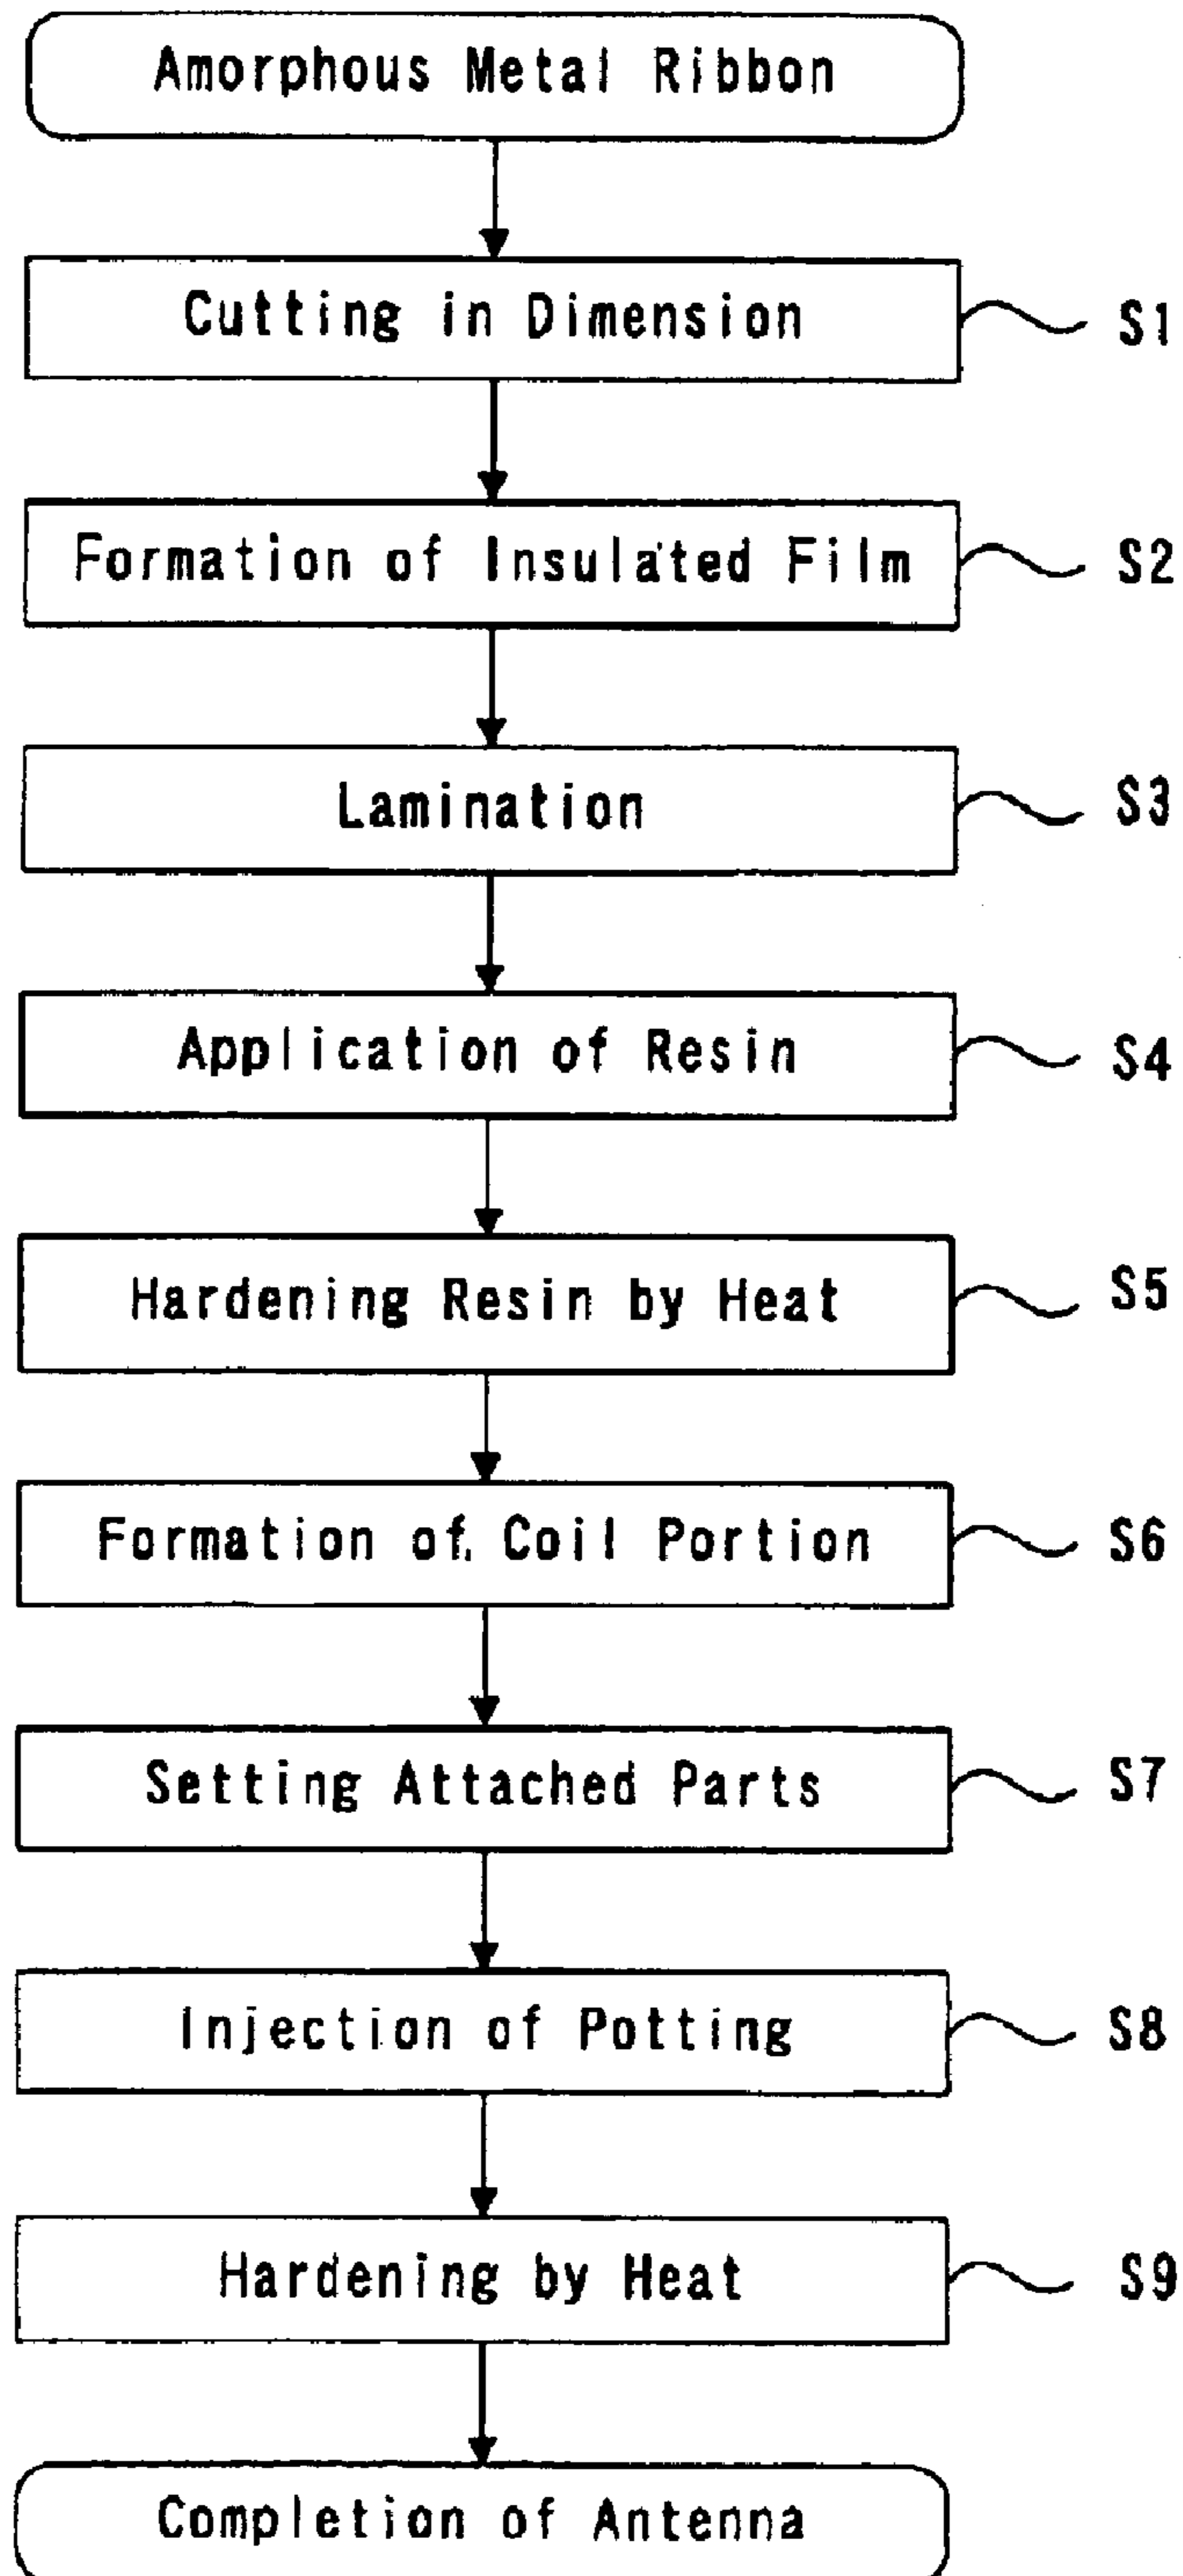 Amorphous Metal Ribbon
Cutting in Dimension S1
Formation of Insulated Film S2
Lamination S3
Application of Resin S4
Hardening Resin by Heat S5
Formation of Coil Portion S6
Setting Attached Parts S7
Injection of Potting S8
Hardening by Heat S9
Completion of Antenna